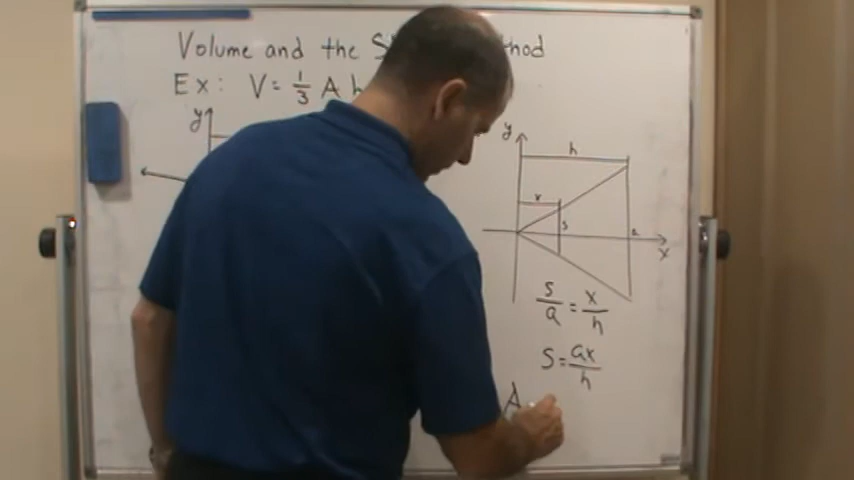 Volume and the
Ex: V = 1/3 A h
y
y
h
x
s
a
x
s/a = x/h
S = ax/h
A